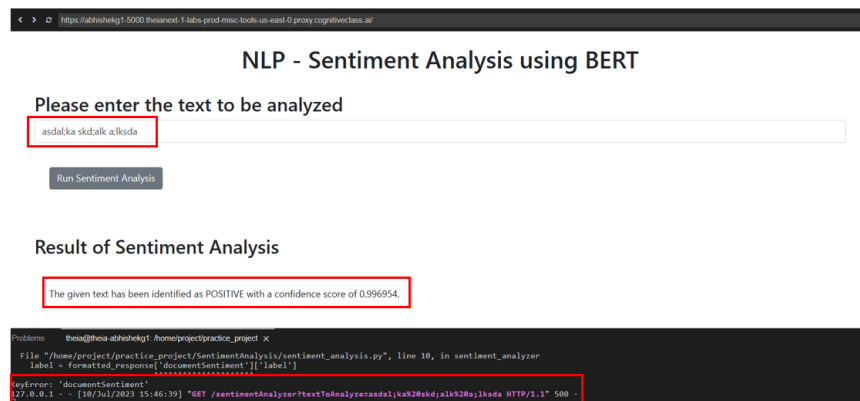 https://abhishekg1-5000.theianext-1-labs-prod-misc-tools-us-east-0.proxy.cognitiveclass.ai/
NLP - Sentiment Analysis using BERT
Please enter the text to be analyzed
asdal;ka skd;alk a;lksda
Run Sentiment Analysis
Result of Sentiment Analysis
The given text has been identified as POSITIVE with a confidence score of 0.996954.
Problems theia@theia-abhishekg1: /home/project/practice_project ×
File "/home/project/practice_project/SentimentAnalysis/sentiment_analysis.py", line 10, in sentiment_analyzer
label = formatted_response['documentSentiment']['label']
KeyError: 'documentSentiment'
127.0.0.1 - - [10/Jul/2023 15:46:39] "GET /sentimentAnalyzer?textToAnalyze=asdal;ka%20skd;alk%20a;lksda HTTP/1.1" 500 -